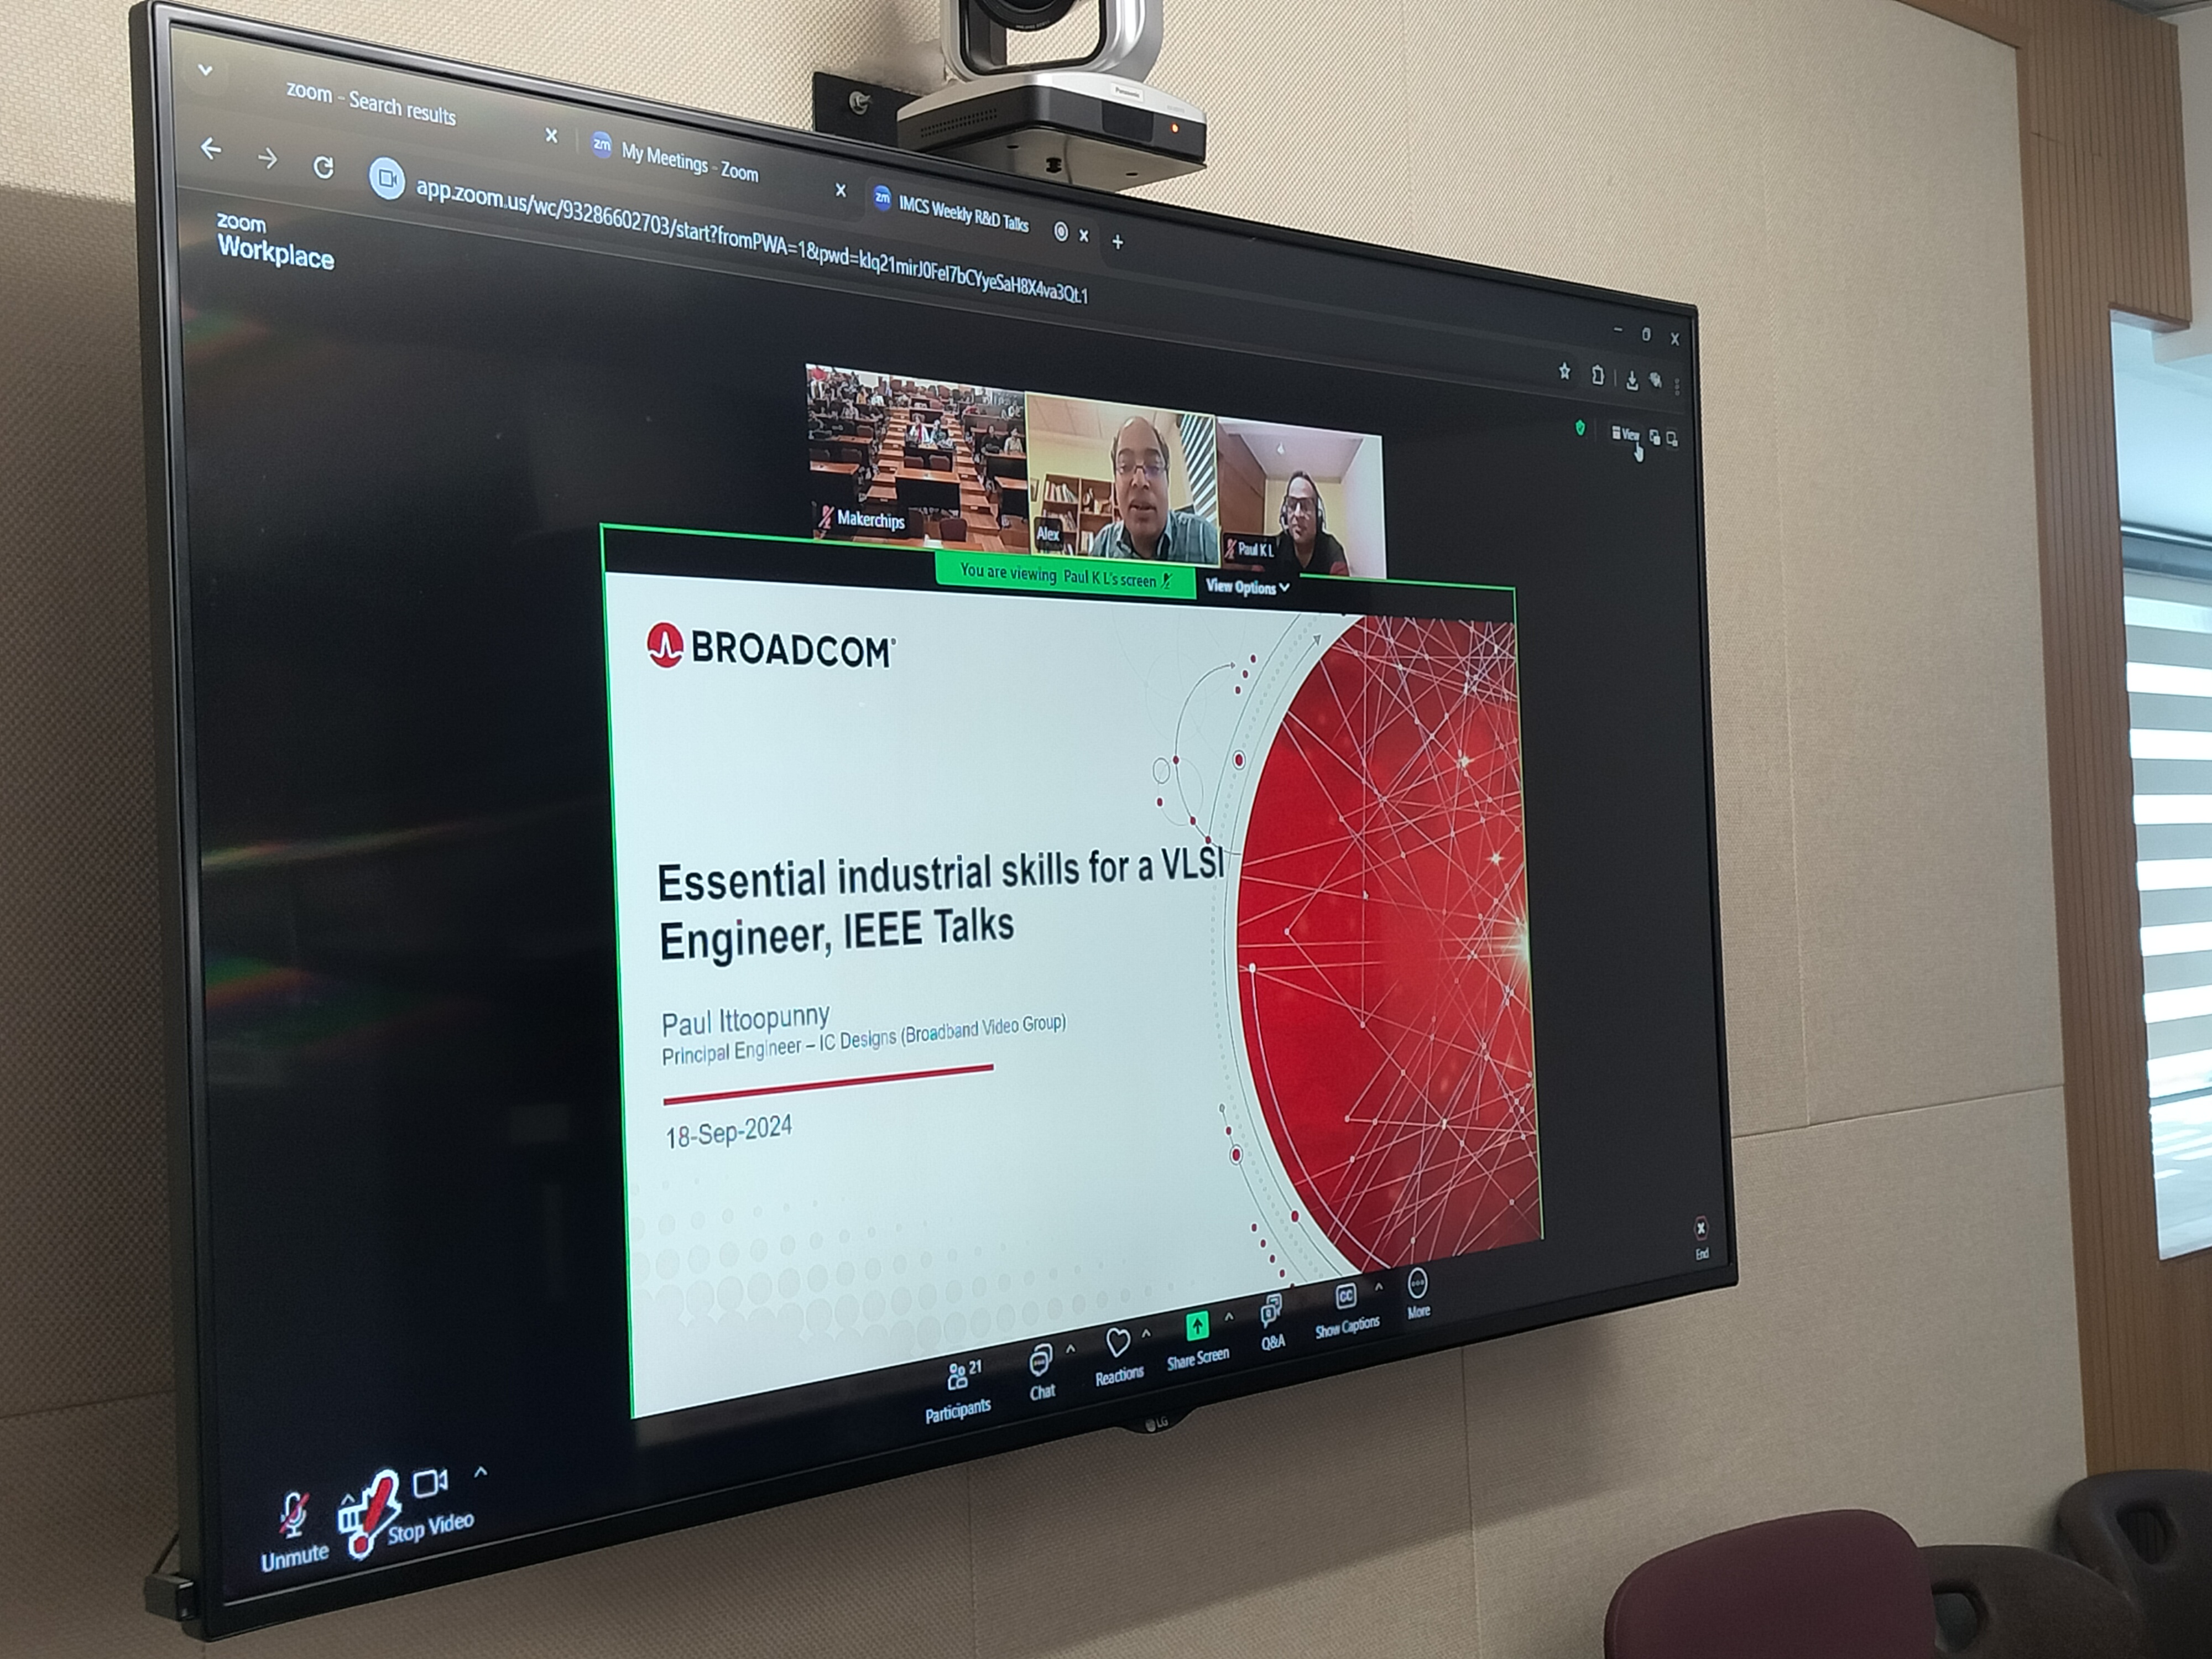 Panasonic
zoom - Search results
My Meetings - Zoom
IMCS Weekly R&D Talks
app.zoom.us/wc/93286602703/start?fromPWA=1&pwd=klq21mirJ0Fel7bCYyeSaH8X4va3Qt.1
zoom
Workplace
View
Makerchips
Alex
Paul K L
You are viewing Paul K L's screen
View Options
BROADCOM
Essential industrial skills for a VLSI
Engineer, IEEE Talks
Paul Ittoopunny
Principal Engineer – IC Designs (Broadband Video Group)
18-Sep-2024
End
21
Participants
Chat
Reactions
Share Screen
Q&A
CC
Show Captions
More
LG
Unmute
Stop Video